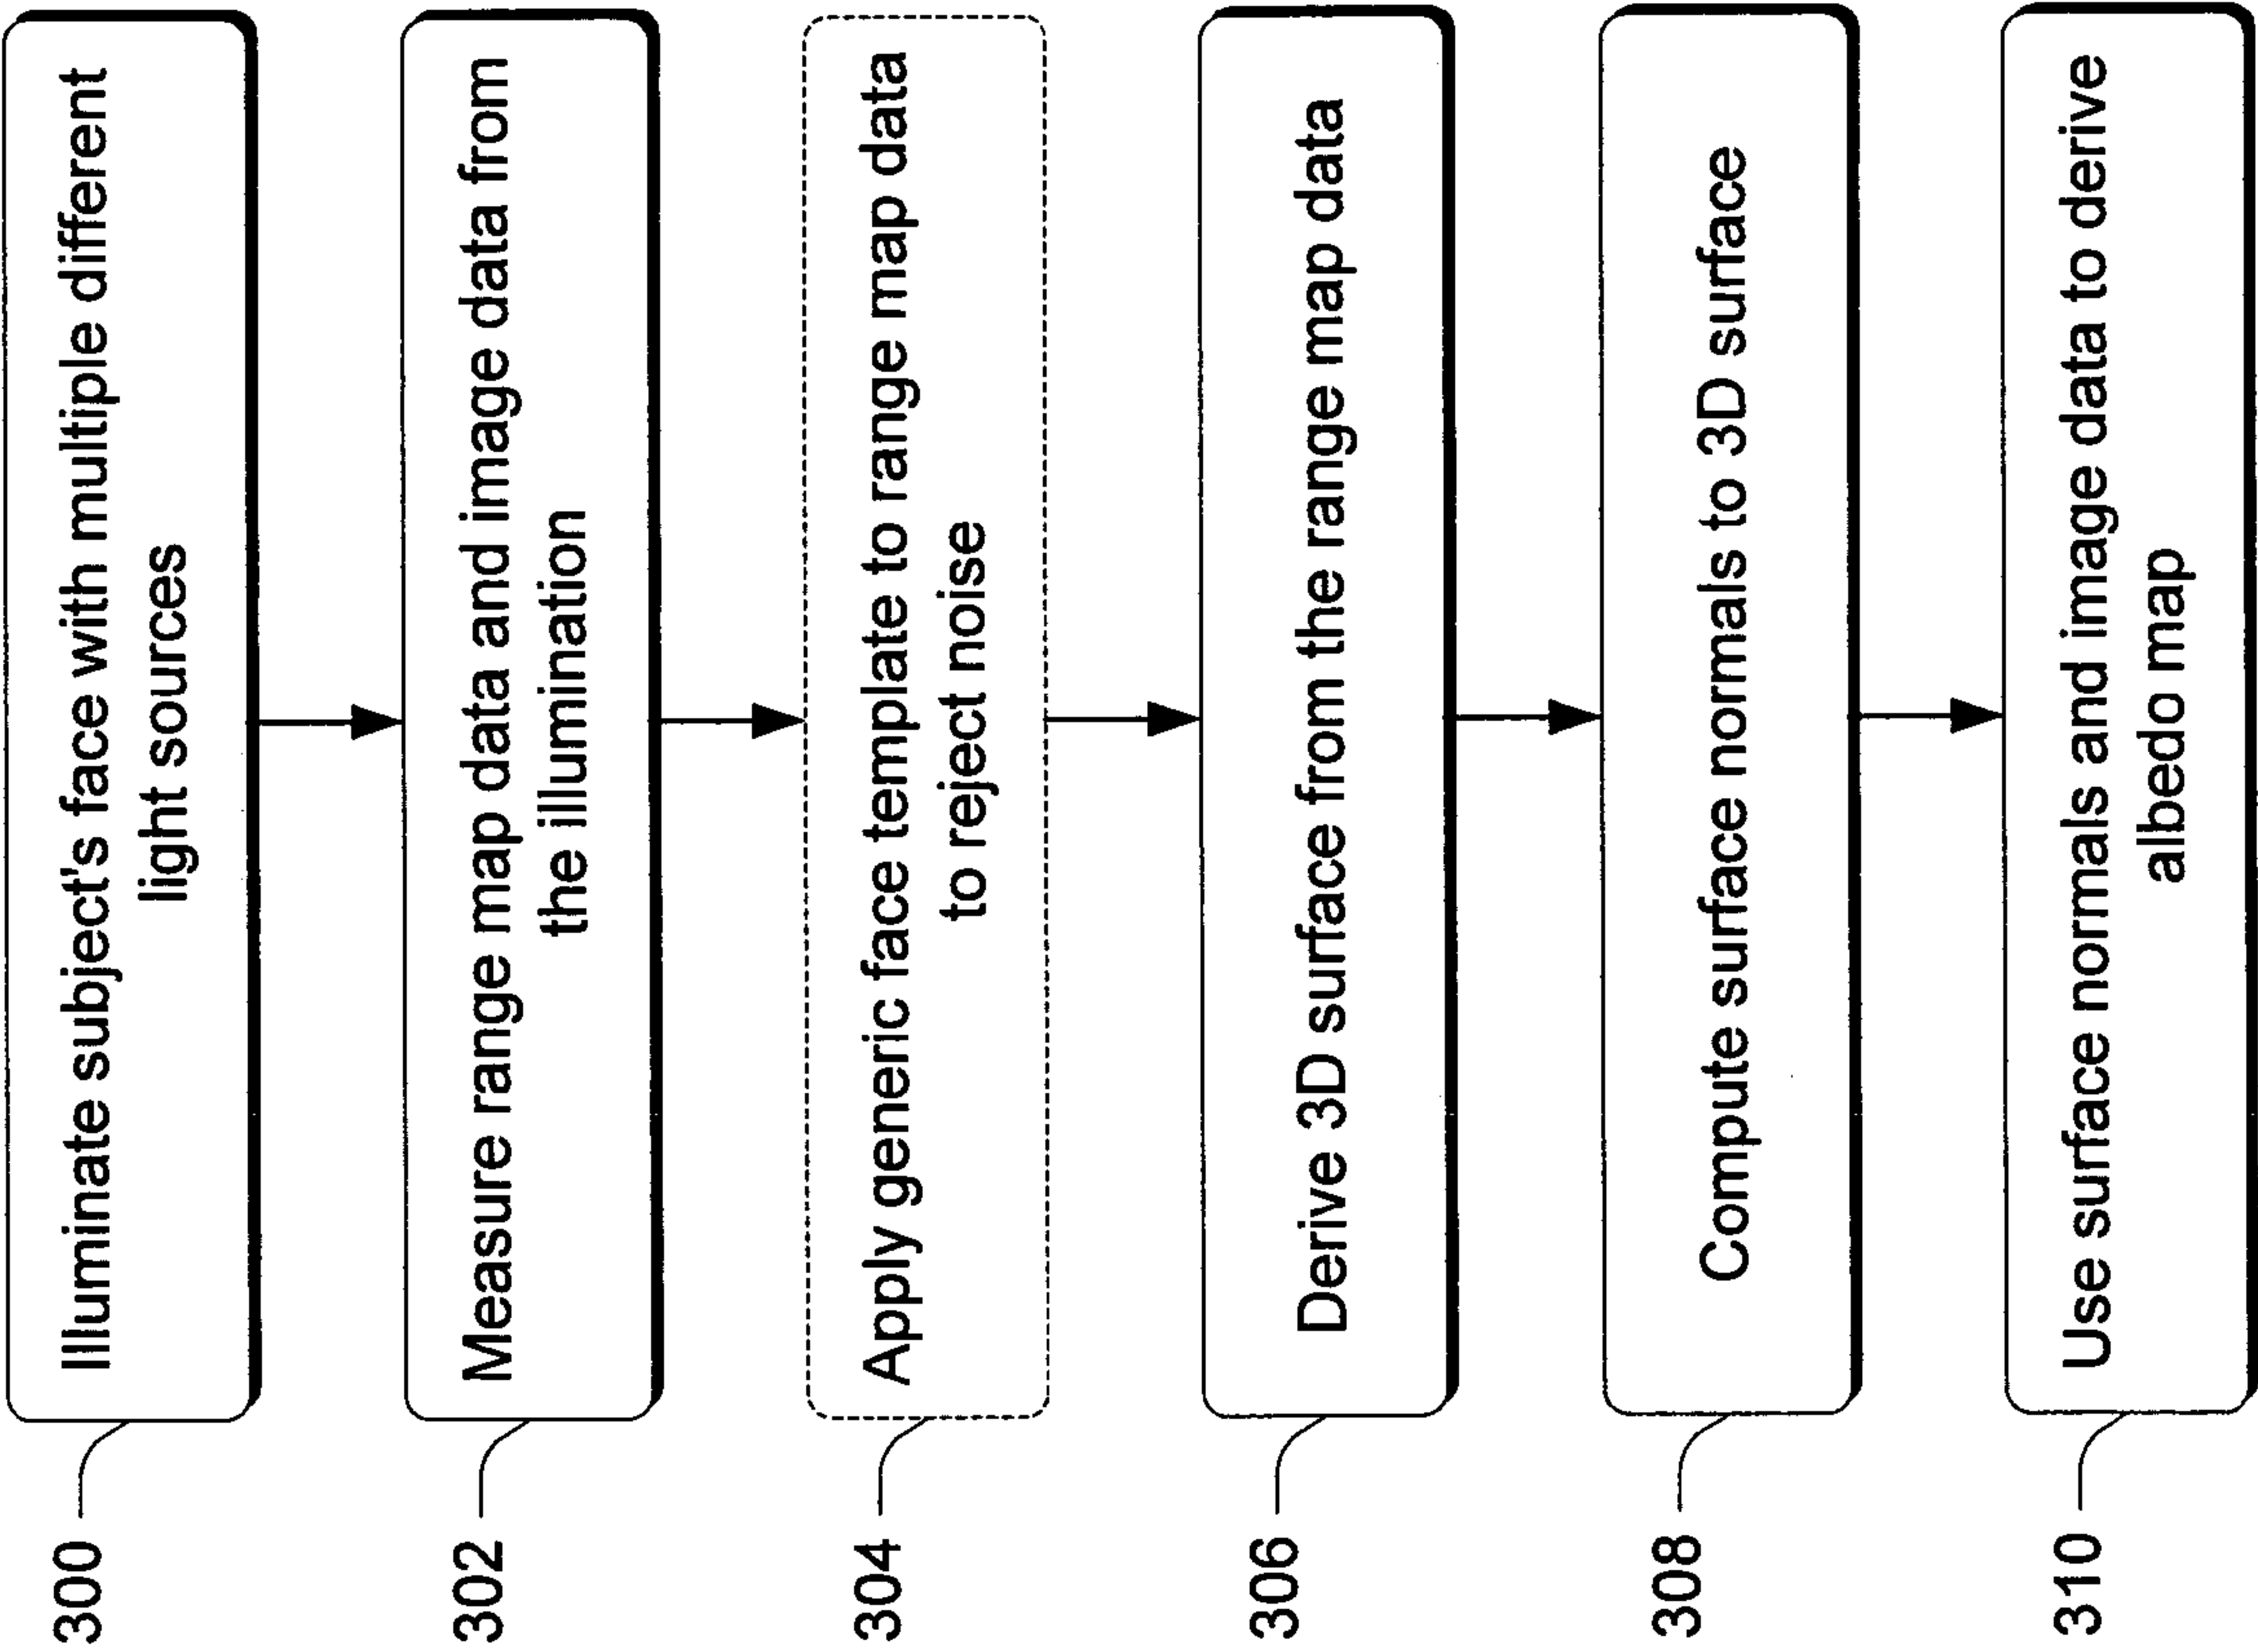 300
Illuminate subject's face with multiple different
light sources
302
Measure range map data and image data from
the illumination
304
Apply generic face template to range map data
to reject noise
306
Derive 3D surface from the range map data
308
Compute surface normals to 3D surface
310
Use surface normals and image data to derive
albedo map